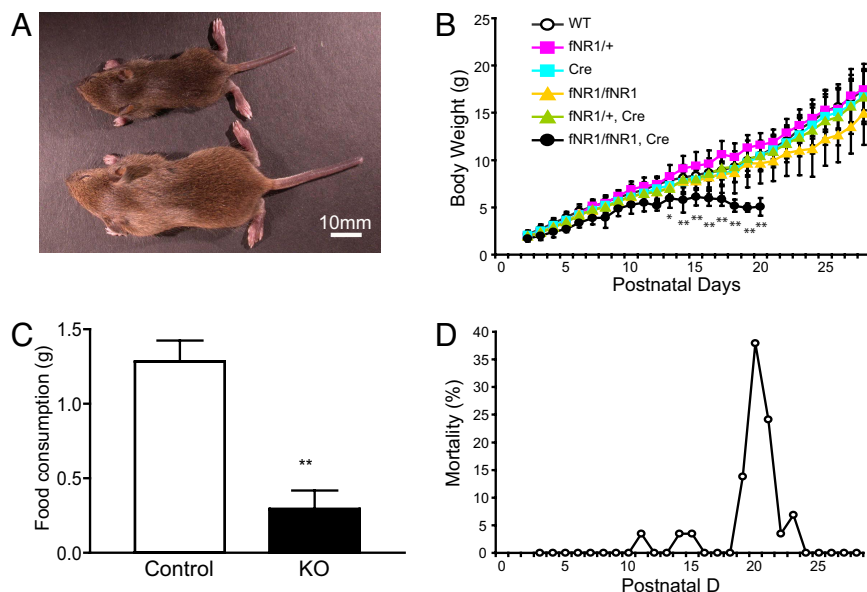 A
10mm
B
Body Weight (g)
25
20
15
10
5
0
WT
fNR1/+
Cre
fNR1/fNR1
fNR1/+, Cre
fNR1/fNR1, Cre
* ** ** ** ** ** ** **
0 5 10 15 20 25
Postnatal Days
C
Food consumption (g)
1.5
1.0
0.5
0.0
**
Control KO
D
Mortality (%)
40
35
30
25
20
15
10
5
0
0 5 10 15 20 25
Postnatal D